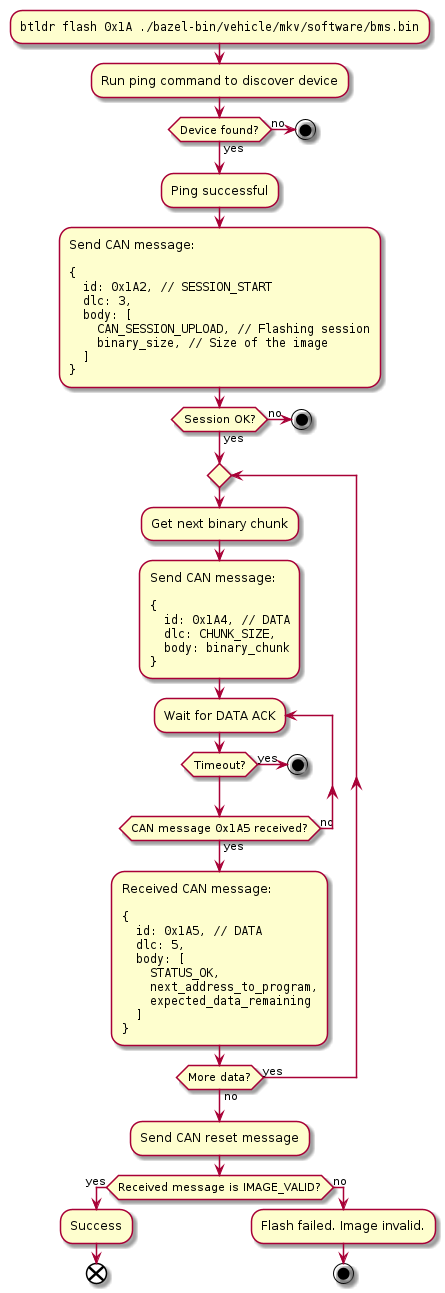 btldr flash 0x1A ./bazel-bin/vehicle/mkv/software/bms.bin
Run ping command to discover device
Device found?
no
yes
Ping successful
Send CAN message:
{
id: 0x1A2, // SESSION_START
dlc: 3,
body: [
CAN_SESSION_UPLOAD, // Flashing session
binary_size, // Size of the image
]
}
Session OK?
no
yes
Get next binary chunk
Send CAN message:
{
id: 0x1A4, // DATA
dlc: CHUNK_SIZE,
body: binary_chunk
}
Wait for DATA ACK
Timeout?
yes
CAN message 0x1A5 received?
no
yes
Received CAN message:
{
id: 0x1A5, // DATA
dlc: 5,
body: [
STATUS_OK,
next_address_to_program,
expected_data_remaining
]
}
More data?
yes
no
Send CAN reset message
yes
Received message is IMAGE_VALID?
no
Success
Flash failed. Image invalid.